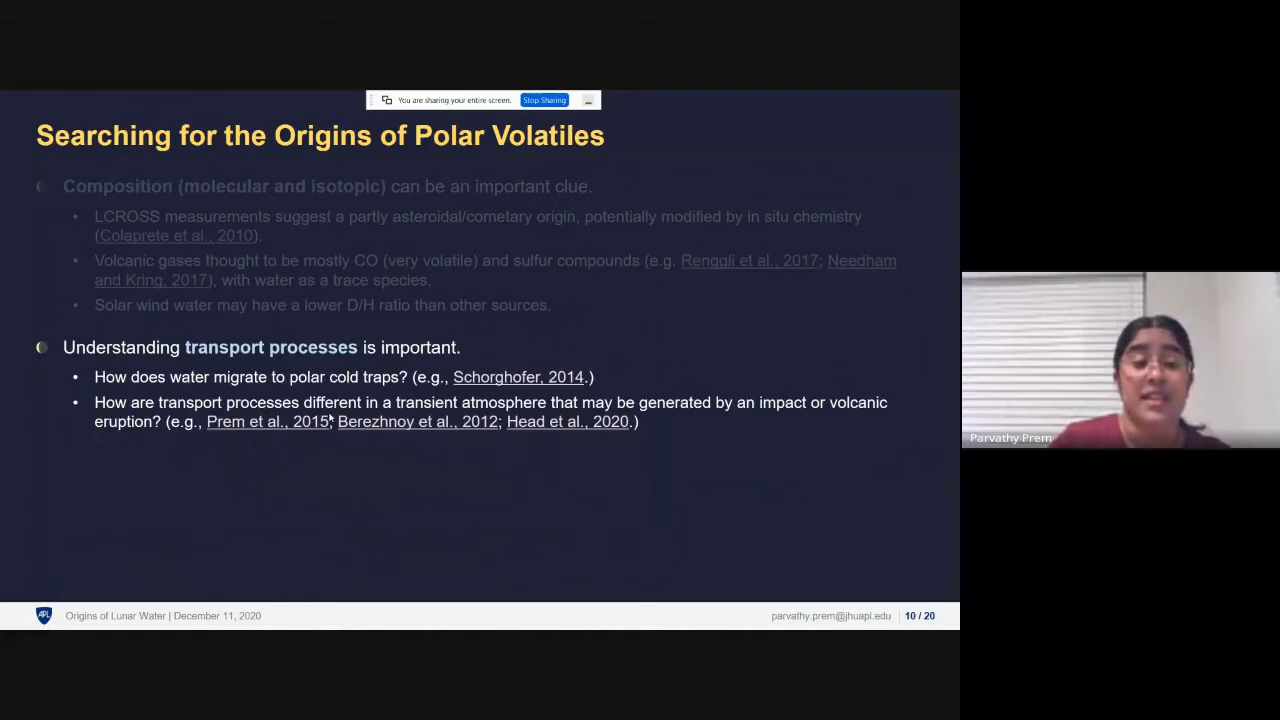 You are sharing your entire screen. Stop Sharing
Searching for the Origins of Polar Volatiles
Composition (molecular and isotopic) can be an important clue.
• LCROSS measurements suggest a partly asteroidal/cometary origin, potentially modified by in situ chemistry
(Colaprete et al., 2010).
• Volcanic gases thought to be mostly CO (very volatile) and sulfur compounds (e.g. Renggli et al., 2017; Needham
and Kring, 2017), with water as a trace species.
• Solar wind water may have a lower D/H ratio than other sources.
Understanding transport processes is important.
• How does water migrate to polar cold traps? (e.g., Schorghofer, 2014.)
• How are transport processes different in a transient atmosphere that may be generated by an impact or volcanic
eruption? (e.g., Prem et al., 2015; Berezhnoy et al., 2012; Head et al., 2020.)
Parvathy Prem
APL Origins of Lunar Water | December 11, 2020 parvathy.prem@jhuapl.edu 10 / 20